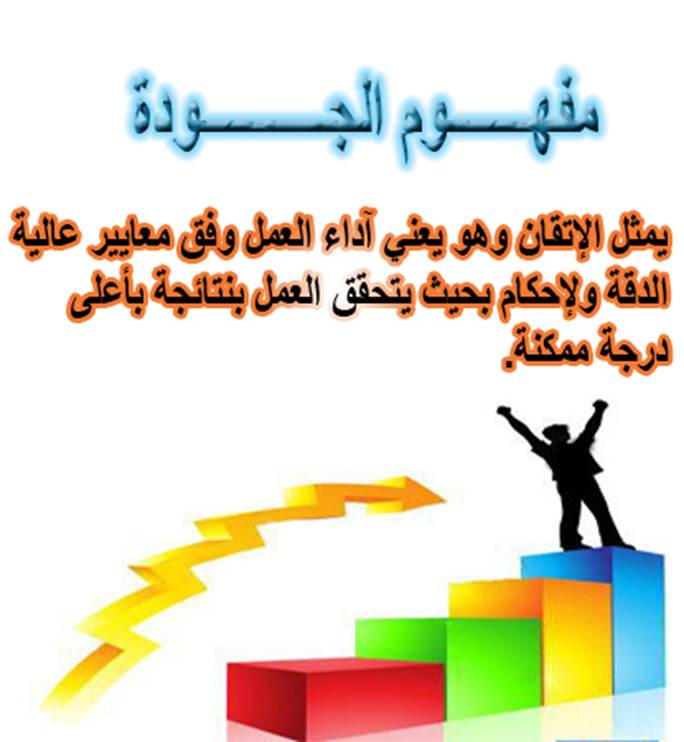 مفهـــوم الجـــــودة
يمثل الإتقان وهو يعني آداء العمل وفق معايير عالية
الدقة ولإحكام بحيث يتحقق العمل بنتائجة بأعلى
درجة ممكنة.